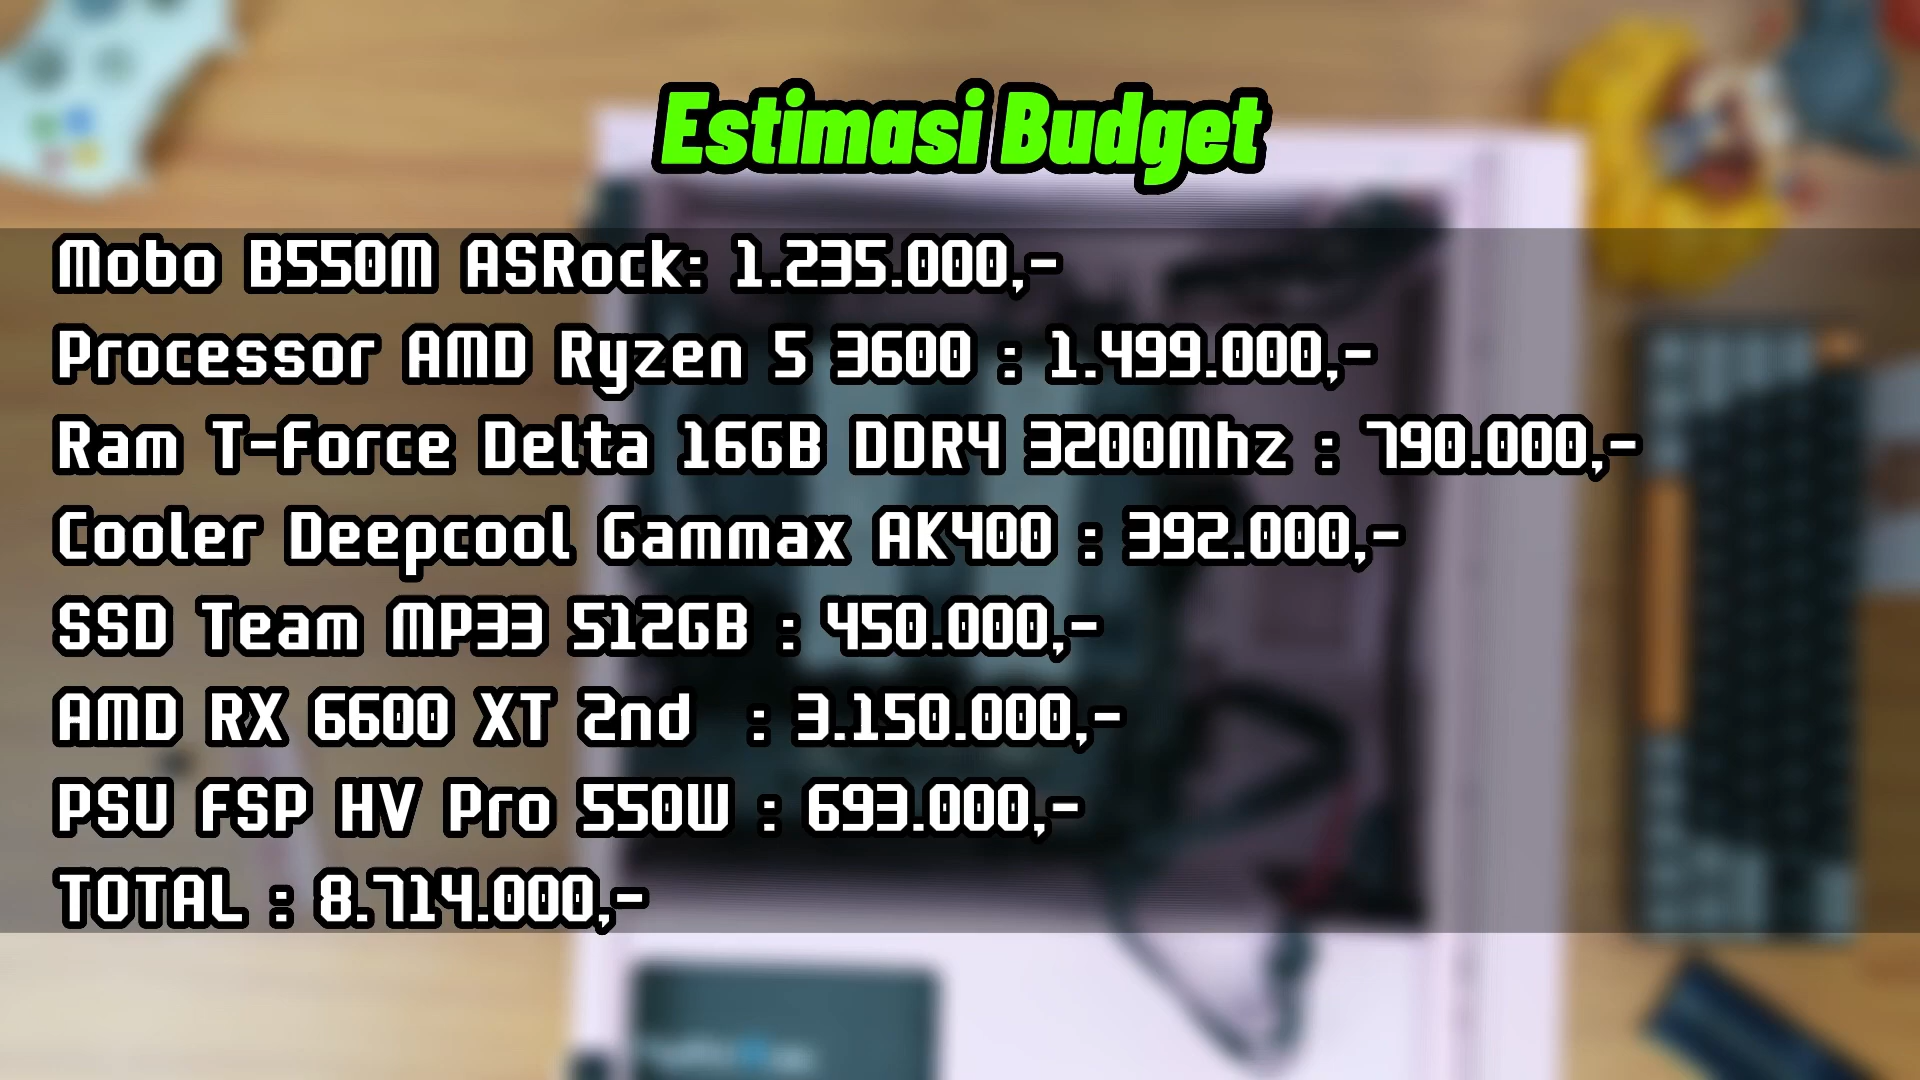 Estimasi Budget
Mobo B550M ASRock: 1.235.000,-
Processor AMD Ryzen 5 3600 : 1.499.000,-
Ram T-Force Delta 16GB DDR4 3200Mhz : 790.000,-
Cooler Deepcool Gammax AK400 : 392.000,-
SSD Team MP33 512GB : 450.000,-
AMD RX 6600 XT 2nd : 3.150.000,-
PSU FSP HV Pro 550W : 693.000,-
TOTAL : 8.714.000,-